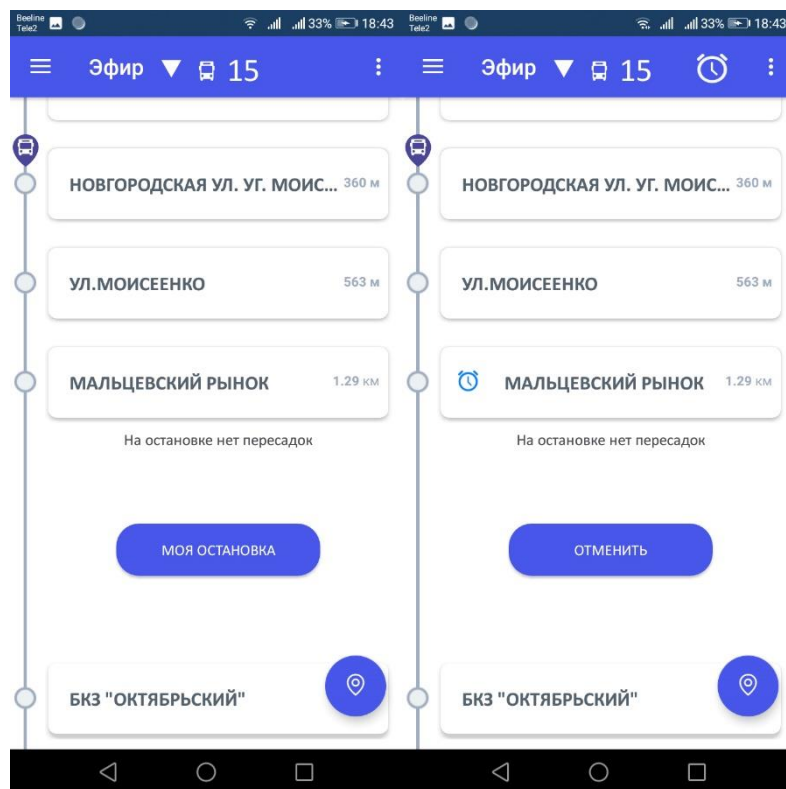 Beeline
Tele2
33%
18:43
Эфир
15
НОВГОРОДСКАЯ УЛ. УГ. МОИС... 360 м
УЛ.МОИСЕЕНКО 563 м
МАЛЬЦЕВСКИЙ РЫНОК 1.29 км
На остановке нет пересадок
МОЯ ОСТАНОВКА
БКЗ "ОКТЯБРЬСКИЙ"
Beeline
Tele2
33%
18:43
Эфир
15
НОВГОРОДСКАЯ УЛ. УГ. МОИС... 360 м
УЛ.МОИСЕЕНКО 563 м
МАЛЬЦЕВСКИЙ РЫНОК 1.29 км
На остановке нет пересадок
ОТМЕНИТЬ
БКЗ "ОКТЯБРЬСКИЙ"